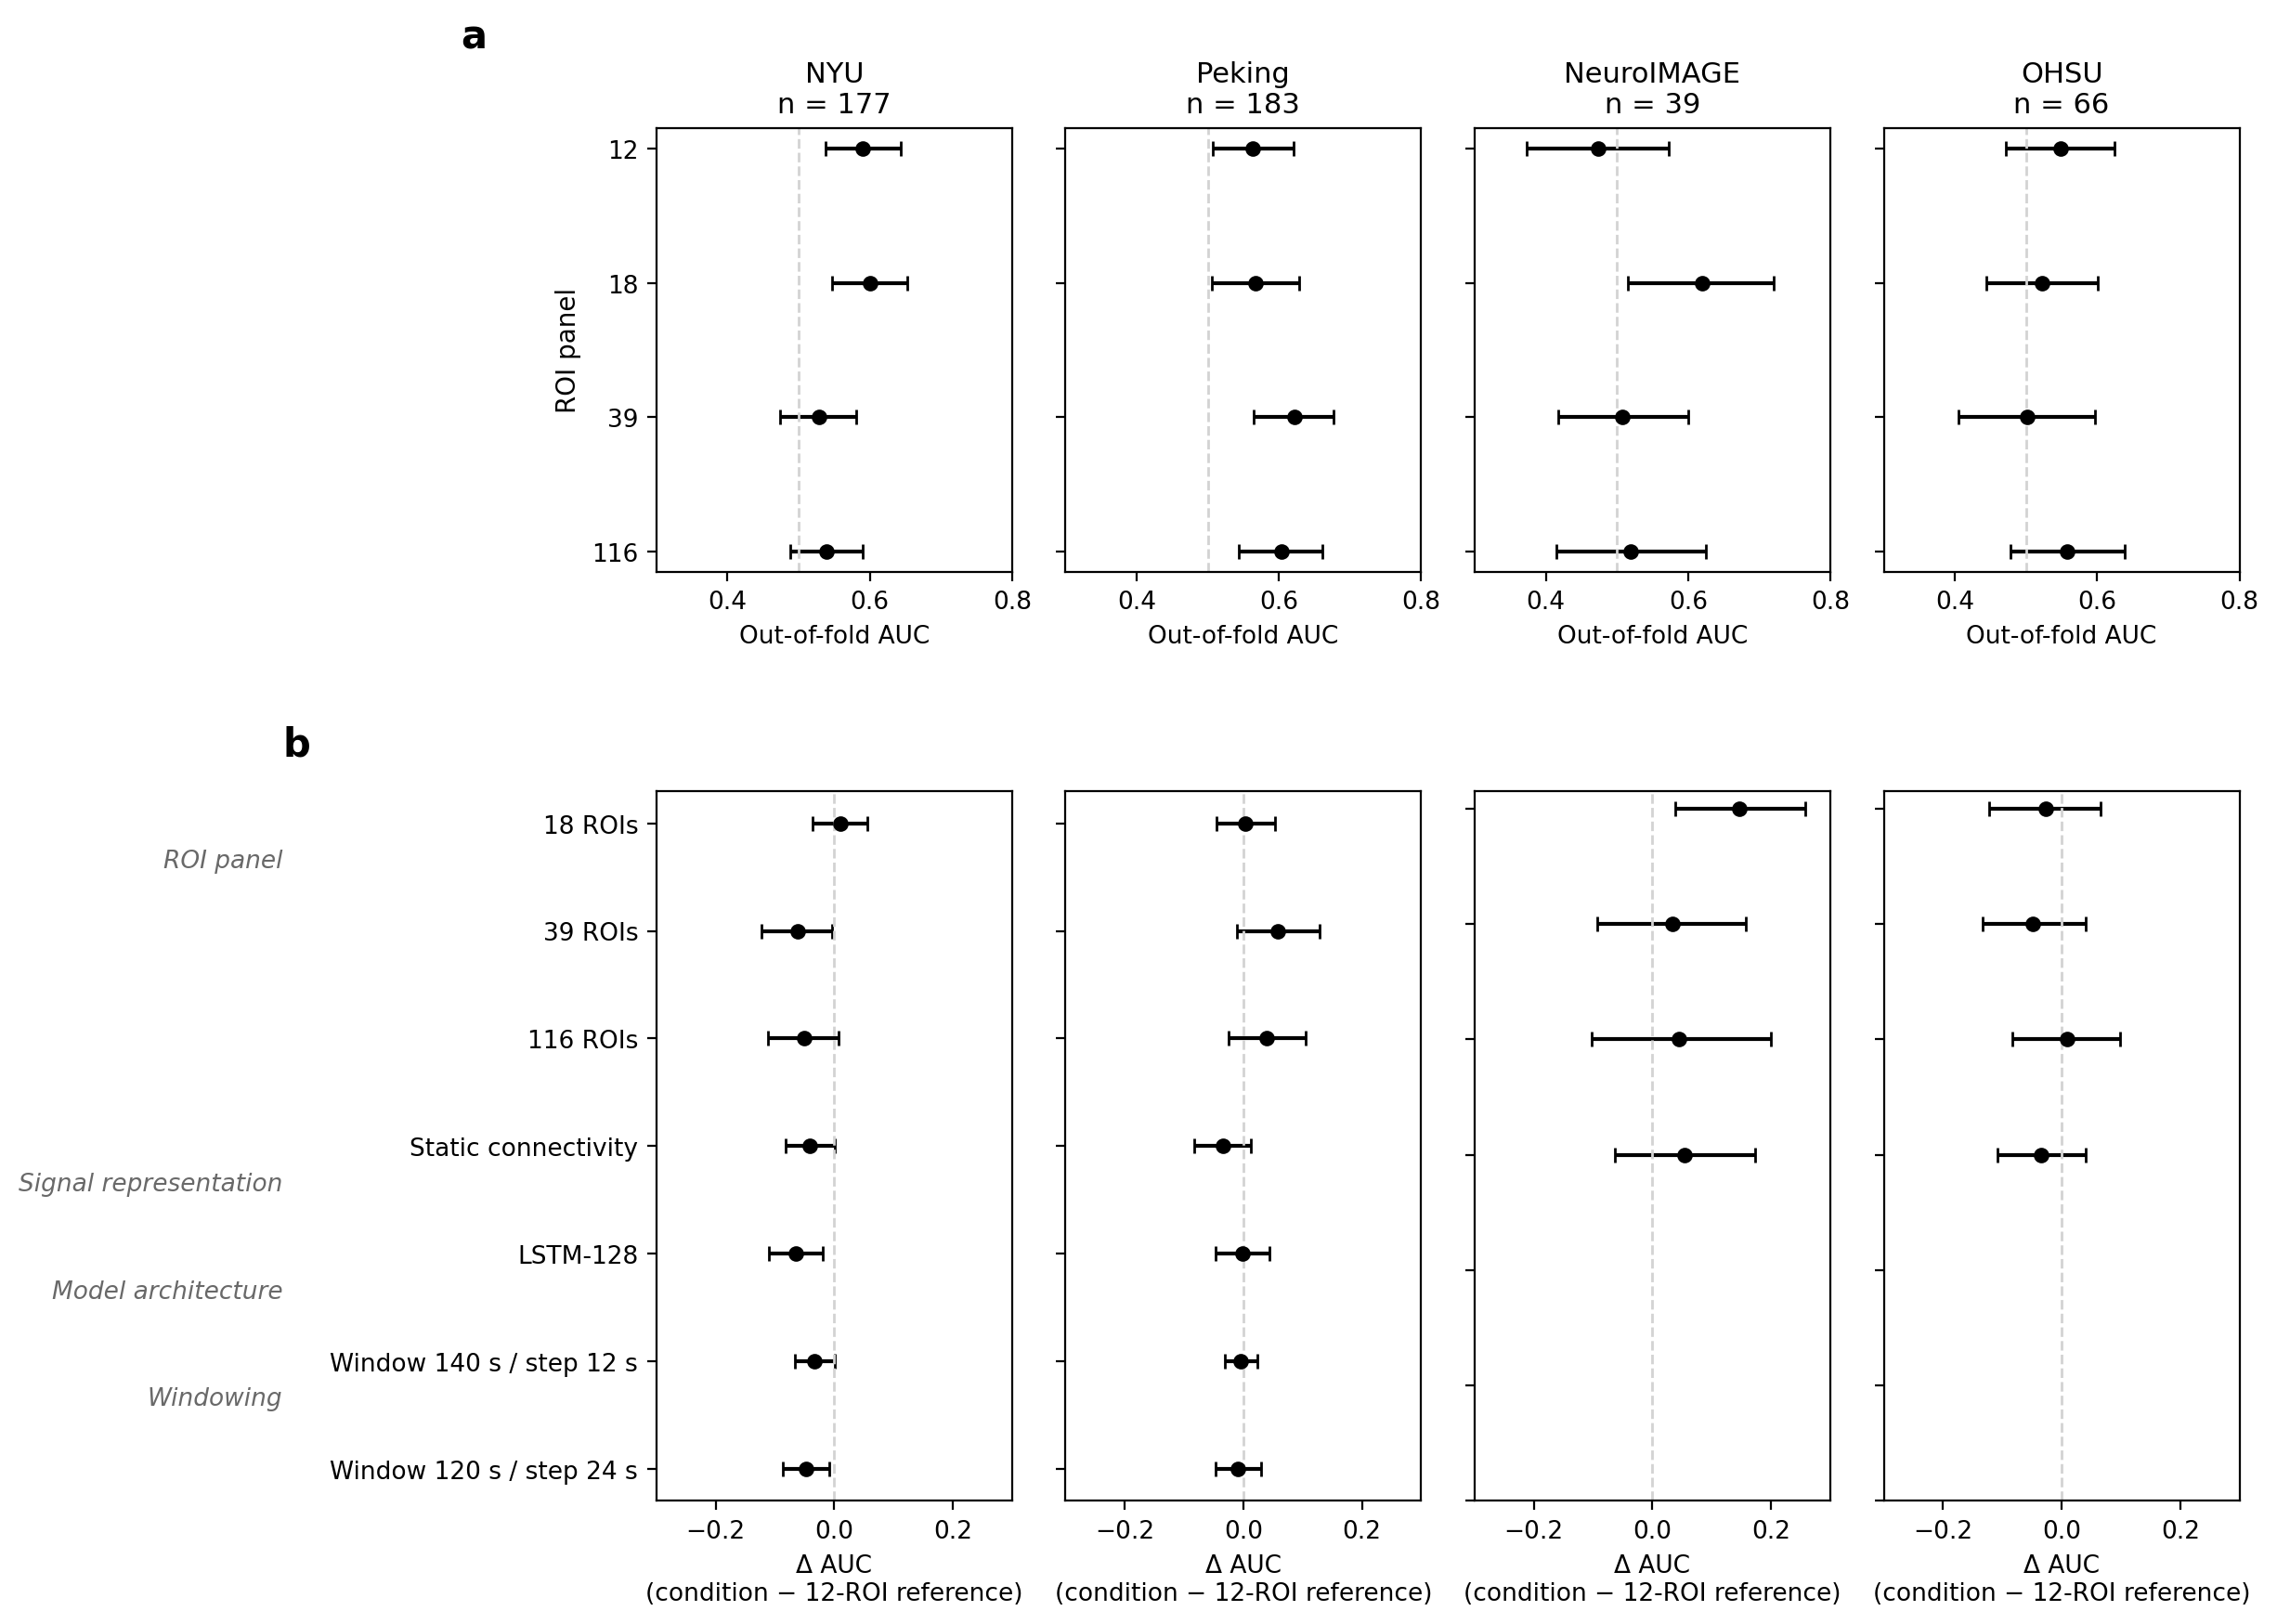 a
NYU
n = 177
Peking
n = 183
NeuroIMAGE
n = 39
OHSU
n = 66
ROI panel
12
18
39
116
0.4 0.6 0.8
Out-of-fold AUC
0.4 0.6 0.8
Out-of-fold AUC
0.4 0.6 0.8
Out-of-fold AUC
0.4 0.6 0.8
Out-of-fold AUC
b
18 ROIs
ROI panel
39 ROIs
116 ROIs
Static connectivity
Signal representation
LSTM-128
Model architecture
Window 140 s / step 12 s
Windowing
Window 120 s / step 24 s
−0.2 0.0 0.2
Δ AUC
(condition − 12-ROI reference)
−0.2 0.0 0.2
Δ AUC
(condition − 12-ROI reference)
−0.2 0.0 0.2
Δ AUC
(condition − 12-ROI reference)
−0.2 0.0 0.2
Δ AUC
(condition − 12-ROI reference)